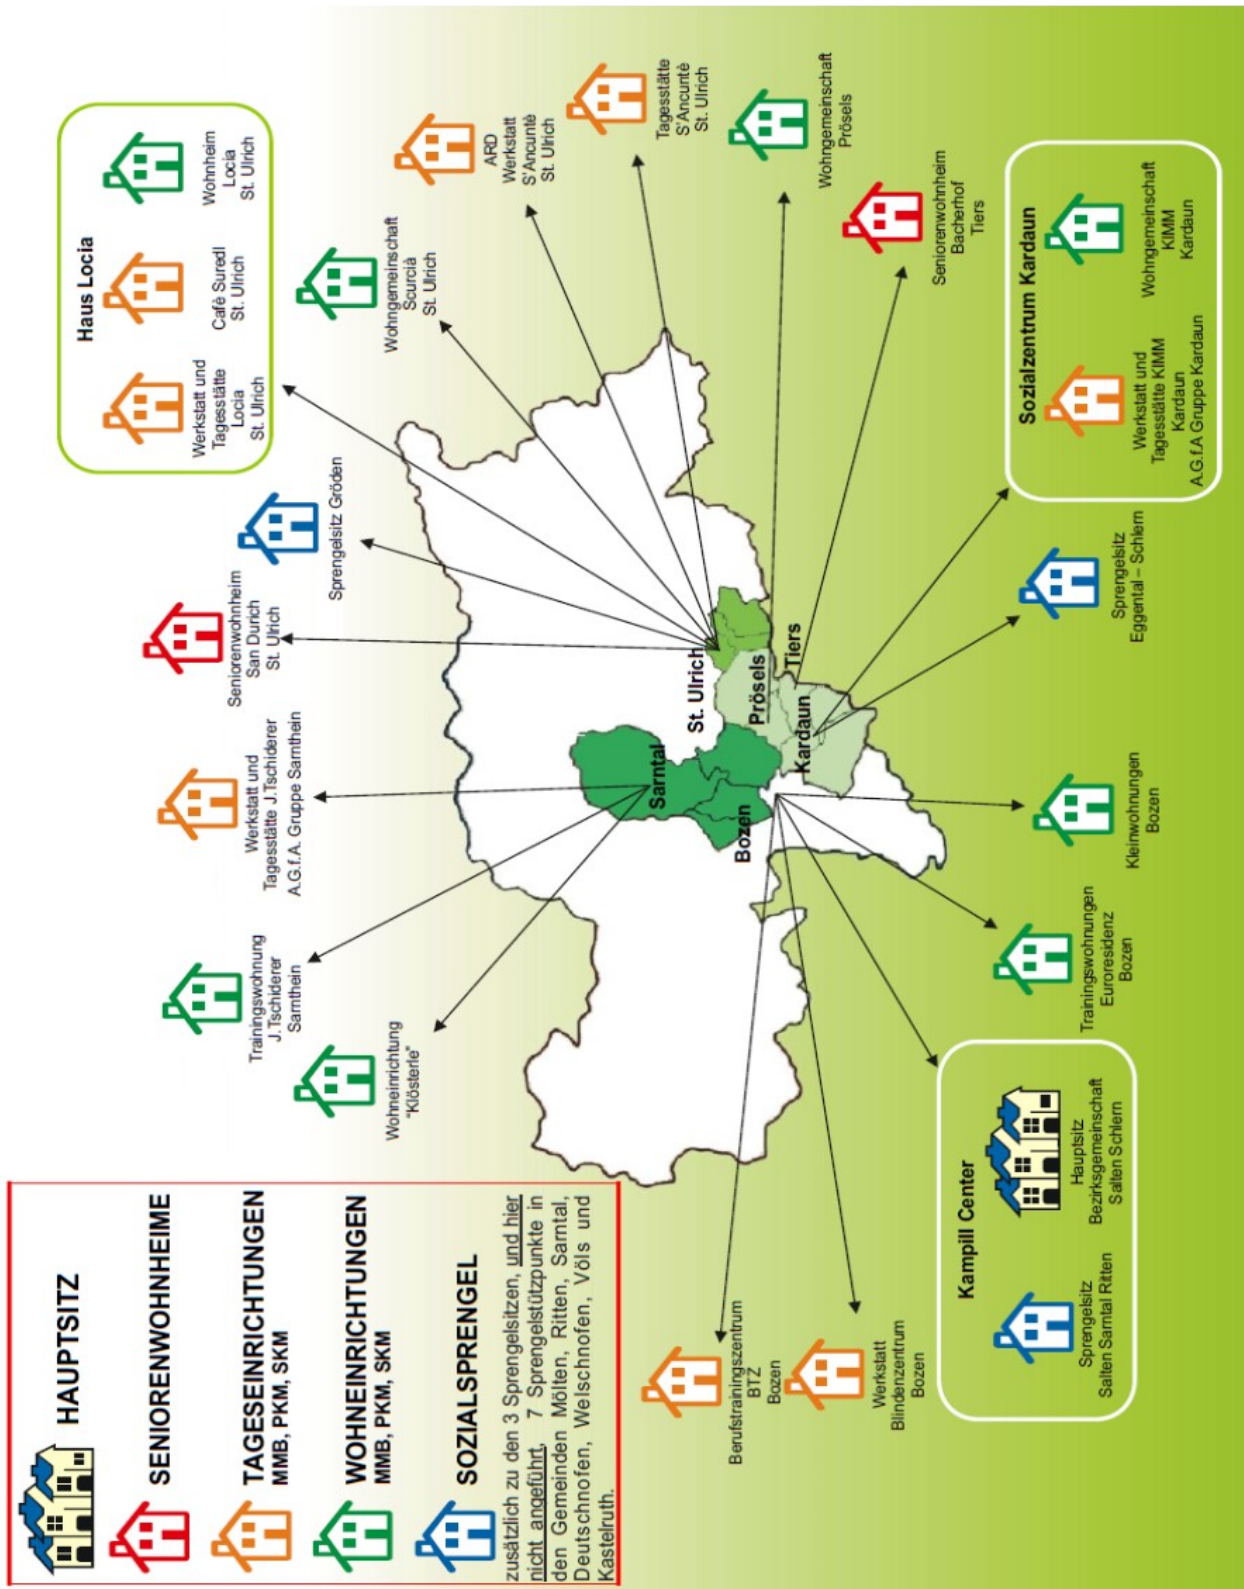 HAUPTSITZ
SENIORENWOHNHEIME
TAGESEINRICHTUNGEN
MMB, PKM, SKM
WOHNEINRICHTUNGEN
MMB, PKM, SKM
SOZIALSPRENGEL
zusätzlich zu den 3 Sprengelsitzen, und hier
nicht angeführt, 7 Sprengelstützpunkte in
den Gemeinden Mölten, Ritten, Sarntal,
Deutschnofen, Welschnofen, Völs und
Kastelruth.
Wohneinrichtung
"Klösterle"
Trainingswohnung
J.Tschiderer
Sarnthein
Werkstatt und
Tagesstätte J.Tschiderer
A.G.f.A. Gruppe Sarnthein
Seniorenwohnheim
San Durich
St. Ulrich
Sprengelsitz Gröden
Haus Locia
Werkstatt und
Tagesstätte
Locia
St. Ulrich
Cafè Suredl
St. Ulrich
Wohnheim
Locia
St. Ulrich
Wohngemeinschaft
Scurcià
St. Ulrich
ARD
Werkstatt
S'Ancuntè
St. Ulrich
Tagesstätte
S'Ancuntè
St. Ulrich
Wohngemeinschaft
Prösels
Seniorenwohnheim
Bacherhof
Tiers
Sarntal
St. Ulrich
Bozen
Prösels
Tiers
Kardaun
Berufstrainingszentrum
BTZ
Bozen
Werkstatt
Blindenzentrum
Bozen
Kampill Center
Sprengelsitz
Salten Sarntal Ritten
Hauptsitz
Bezirksgemeinschaft
Salten Schlern
Trainingswohnungen
Euroresidenz
Bozen
Kleinwohnungen
Bozen
Sprengelsitz
Eggental – Schlern
Sozialzentrum Kardaun
Werkstatt und
Tagesstätte KIMM
Kardaun
A.G.f.A Gruppe Kardaun
Wohngemeinschaft
KIMM
Kardaun